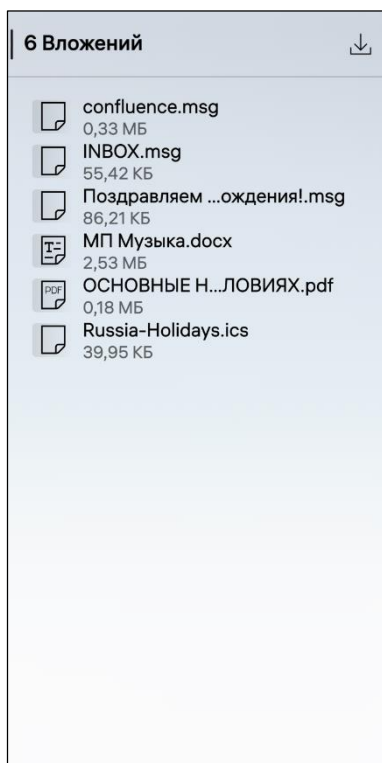 6 Вложений
confluence.msg
0,33 МБ
INBOX.msg
55,42 КБ
Поздравляем ...ождения!.msg
86,21 КБ
МП Музыка.docx
2,53 МБ
PDF
ОСНОВНЫЕ Н...ЛОВИЯХ.pdf
0,18 МБ
Russia-Holidays.ics
39,95 КБ